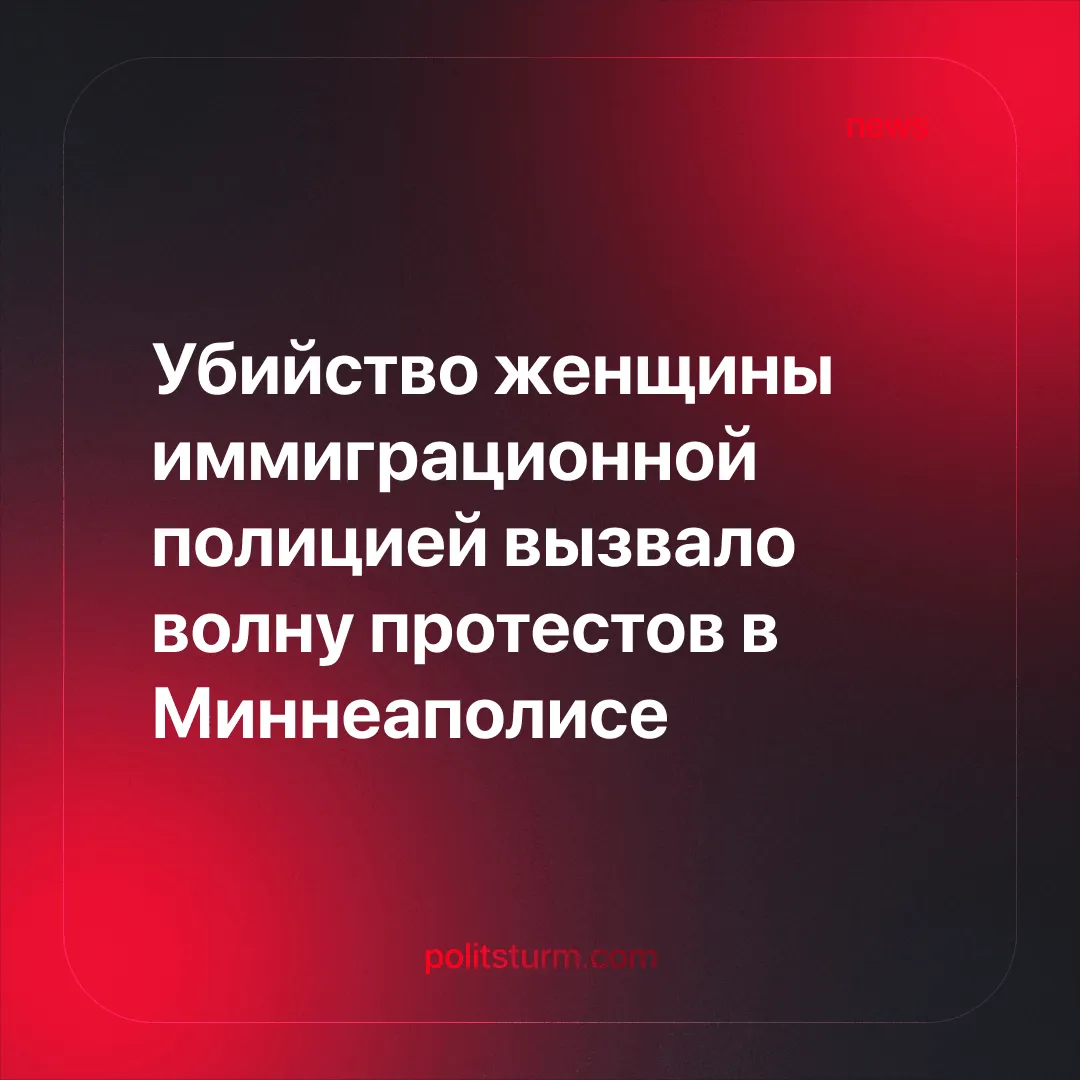 news
Убийство женщины
иммиграционной
полицией вызвало
волну протестов в
Миннеаполисе
politsturm.com